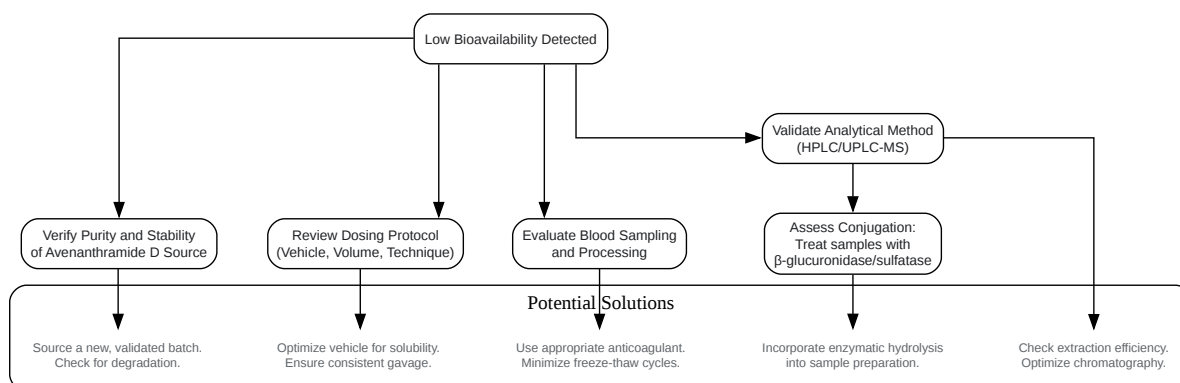 Low Bioavailability Detected
Validate Analytical Method
(HPLC/UPLC-MS)
Verify Purity and Stability
of Avenanthramide D Source
Review Dosing Protocol
(Vehicle, Volume, Technique)
Evaluate Blood Sampling
and Processing
Assess Conjugation:
Treat samples with
β-glucuronidase/sulfatase
Potential Solutions
Source a new, validated batch.
Check for degradation.
Optimize vehicle for solubility.
Ensure consistent gavage.
Use appropriate anticoagulant.
Minimize freeze-thaw cycles.
Incorporate enzymatic hydrolysis
into sample preparation.
Check extraction efficiency.
Optimize chromatography.